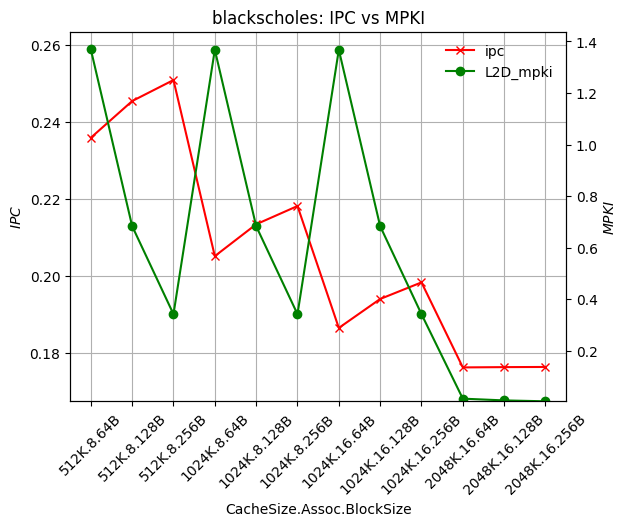 blackscholes: IPC vs MPKI
ipc
L2D_mpki
0.26
0.24
0.22
0.20
0.18
IPC
1.4
1.2
1.0
0.8
0.6
0.4
0.2
MPKI
512K.8.64B
512K.8.128B
512K.8.256B
1024K.8.64B
1024K.8.128B
1024K.8.256B
1024K.16.64B
1024K.16.128B
1024K.16.256B
2048K.16.64B
2048K.16.128B
2048K.16.256B
CacheSize.Assoc.BlockSize